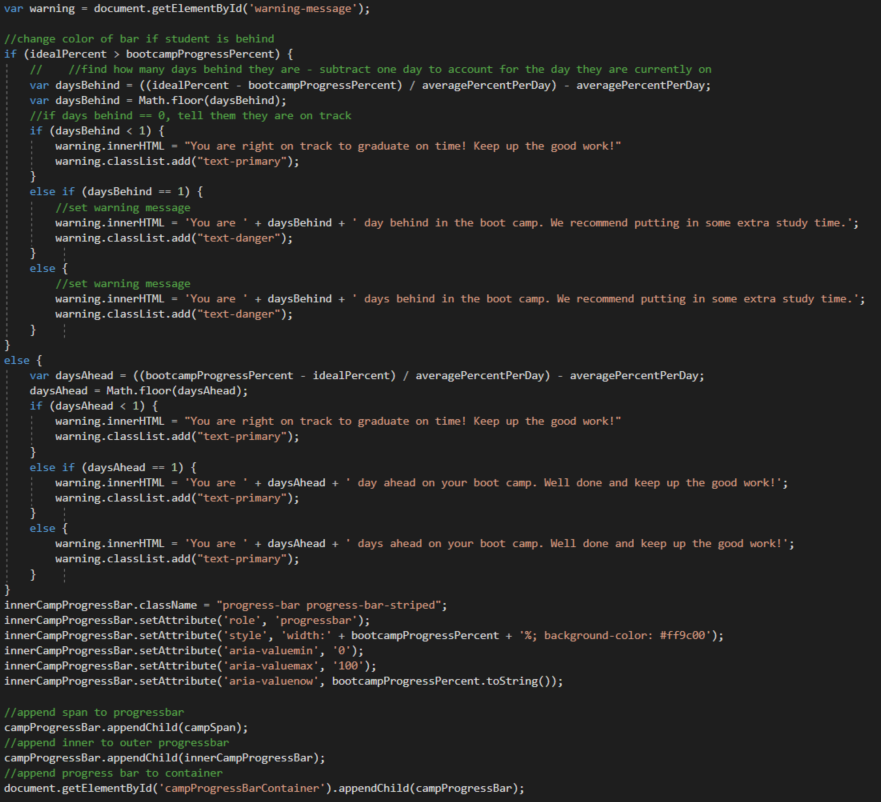 var warning = document.getElementById('warning-message');
//change color of bar if student is behind
if (idealPercent > bootcampProgressPercent) {
//    //find how many days behind they are - subtract one day to account for the day they are currently on
var daysBehind = ((idealPercent - bootcampProgressPercent) / averagePercentPerDay) - averagePercentPerDay;
var daysBehind = Math.floor(daysBehind);
//if days behind == 0, tell them they are on track
if (daysBehind < 1) {
warning.innerHTML = "You are right on track to graduate on time! Keep up the good work!"
warning.classList.add("text-primary");
}
else if (daysBehind == 1) {
//set warning message
warning.innerHTML = 'You are ' + daysBehind + ' day behind in the boot camp. We recommend putting in some extra study time.';
warning.classList.add("text-danger");
}
else {
//set warning message
warning.innerHTML = 'You are ' + daysBehind + ' days behind in the boot camp. We recommend putting in some extra study time.';
warning.classList.add("text-danger");
}
}
else {
var daysAhead = ((bootcampProgressPercent - idealPercent) / averagePercentPerDay) - averagePercentPerDay;
daysAhead = Math.floor(daysAhead);
if (daysAhead < 1) {
warning.innerHTML = "You are right on track to graduate on time! Keep up the good work!"
warning.classList.add("text-primary");
}
else if (daysAhead == 1) {
warning.innerHTML = 'You are ' + daysAhead + ' day ahead on your boot camp. Well done and keep up the good work!';
warning.classList.add("text-primary");
}
else {
warning.innerHTML = 'You are ' + daysAhead + ' days ahead on your boot camp. Well done and keep up the good work!';
warning.classList.add("text-primary");
}
}
innerCampProgressBar.className = "progress-bar progress-bar-striped";
innerCampProgressBar.setAttribute('role', 'progressbar');
innerCampProgressBar.setAttribute('style', 'width:' + bootcampProgressPercent + '%; background-color: #ff9c00');
innerCampProgressBar.setAttribute('aria-valuemin', '0');
innerCampProgressBar.setAttribute('aria-valuemax', '100');
innerCampProgressBar.setAttribute('aria-valuenow', bootcampProgressPercent.toString());
//append span to progressbar
campProgressBar.appendChild(campSpan);
//append inner to outer progressbar
campProgressBar.appendChild(innerCampProgressBar);
//append progress bar to container
document.getElementById('campProgressBarContainer').appendChild(campProgressBar);